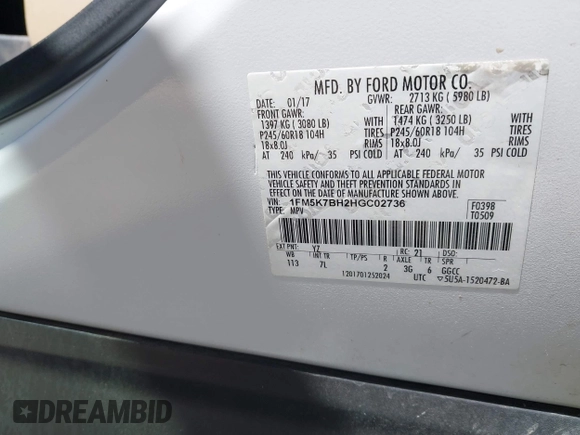 MFD. BY FORD MOTOR CO.
DATE: 01/17 GVWR: 2713 KG ( 5980 LB)
FRONT GAWR: REAR GAWR:
1397 KG ( 3080 LB) WITH 1474 KG ( 3250 LB) WITH
P245/60R18 104H TIRES P245/60R18 104H TIRES
18x8.0J RIMS 18x8.0J RIMS
AT 240 kPa/ 35 PSI COLD AT 240 kPa/ 35 PSI COLD
THIS VEHICLE CONFORMS TO ALL APPLICABLE FEDERAL MOTOR
VEHICLE SAFETY, BUMPER, AND THEFT PREVENTION STANDARDS IN
EFFECT ON THE DATE OF MANUFACTURE SHOWN ABOVE.
VIN: 1FM5K7BH2HGC02736 F0398
TYPE: MPV T0509
EXT PNT: YZ RC: 21 DSO:
WB INT TR TP/PS R AXLE TR SPR
113 7L 2 3G 6 GGCC
1201701252024 UTC ▽5U5A-1520472-BA
DREAMBID